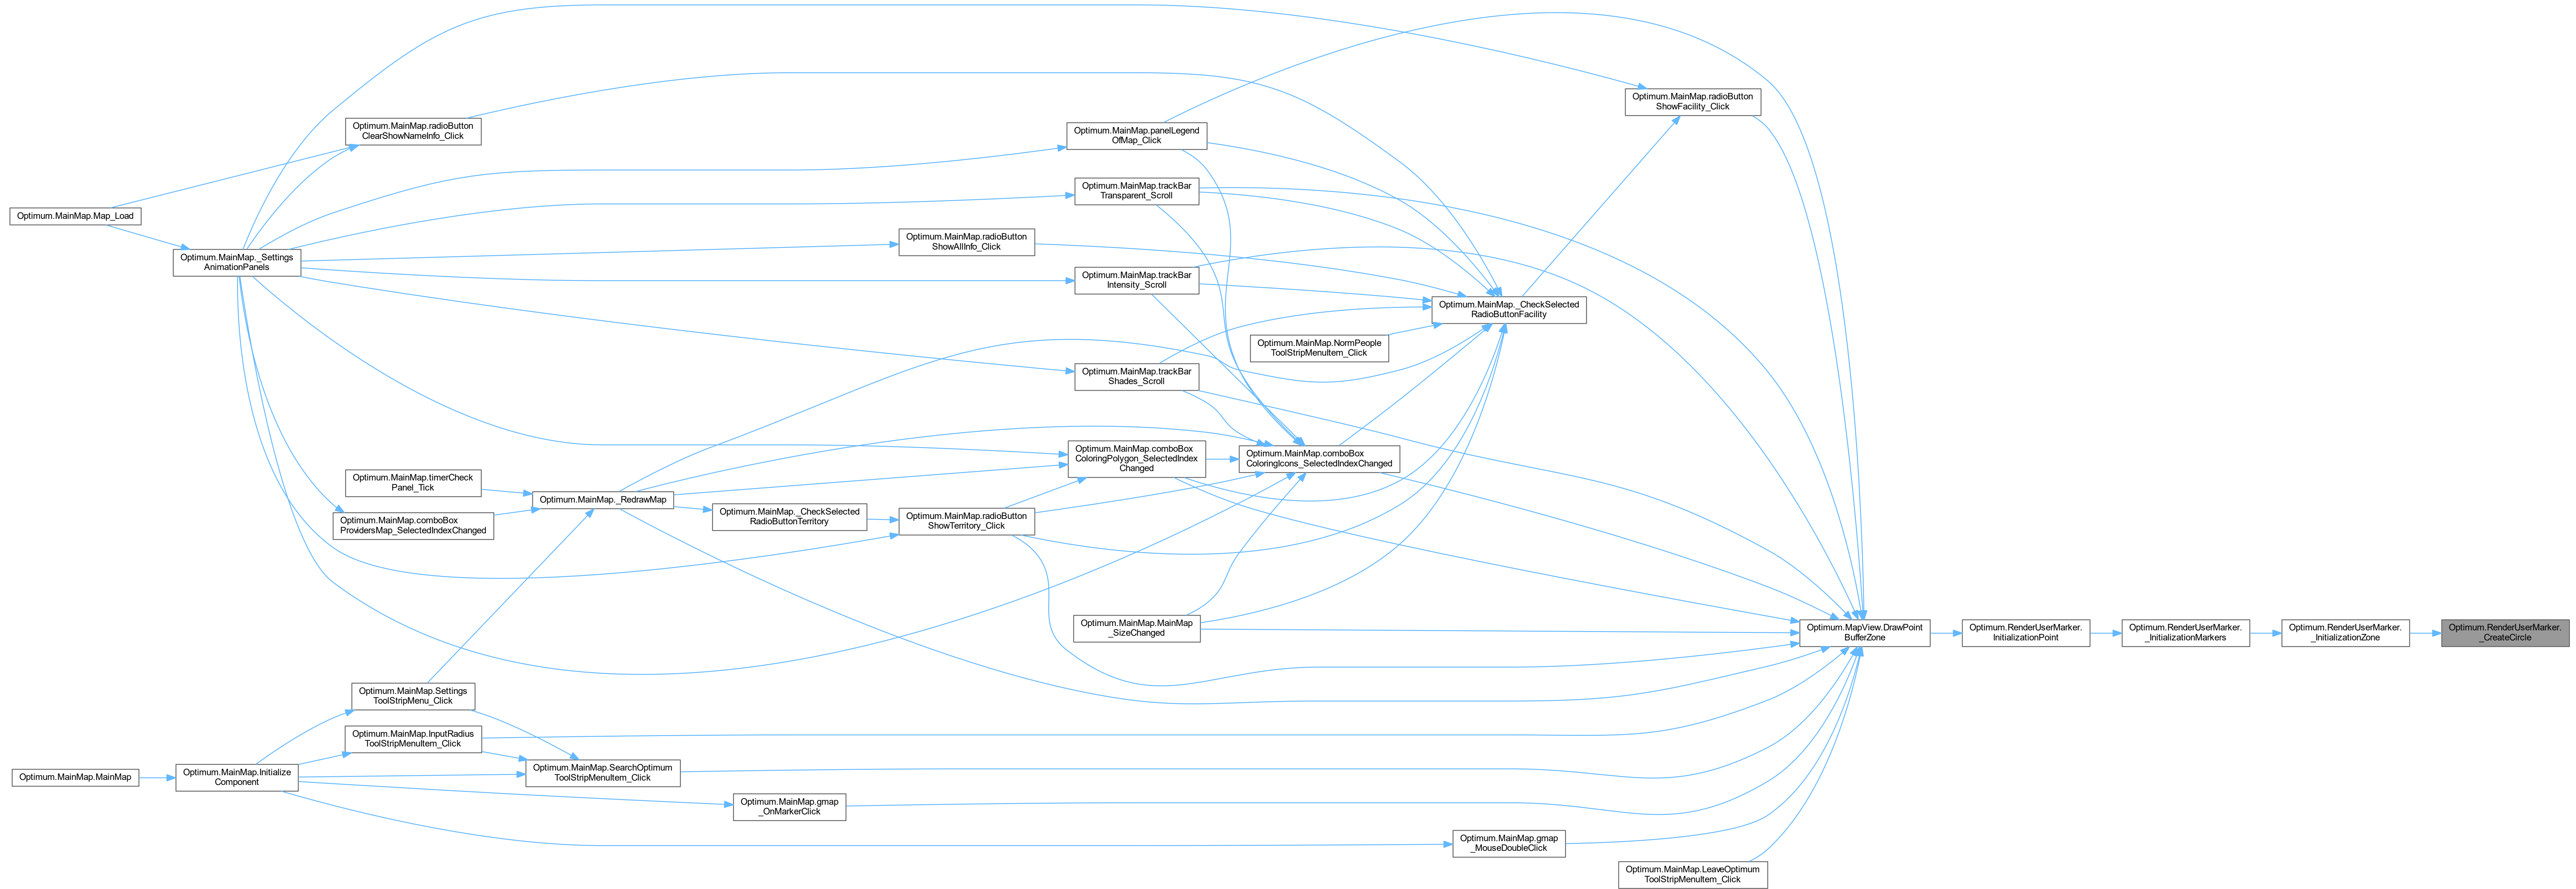 Optimum.MainMap.radioButton
ShowFacility_Click
Optimum.MainMap.radioButton
ClearShowNameInfo_Click
Optimum.MainMap.panelLegend
OfMap_Click
Optimum.MainMap.trackBar
Transparent_Scroll
Optimum.MainMap.Map_Load
Optimum.MainMap.radioButton
ShowAllInfo_Click
Optimum.MainMap._Settings
AnimationPanels
Optimum.MainMap.trackBar
Intensity_Scroll
Optimum.MainMap._CheckSelected
RadioButtonFacility
Optimum.MainMap.NormPeople
ToolStripMenuItem_Click
Optimum.MainMap.trackBar
Shades_Scroll
Optimum.MainMap.comboBox
ColoringPolygon_SelectedIndex
Changed
Optimum.MainMap.comboBox
ColoringIcons_SelectedIndexChanged
Optimum.MainMap.timerCheck
Panel_Tick
Optimum.MainMap._RedrawMap
Optimum.MainMap.comboBox
ProvidersMap_SelectedIndexChanged
Optimum.MainMap._CheckSelected
RadioButtonTerritory
Optimum.MainMap.radioButton
ShowTerritory_Click
Optimum.MainMap.MainMap
_SizeChanged
Optimum.MapView.DrawPoint
BufferZone
Optimum.RenderUserMarker.
InitializationPoint
Optimum.RenderUserMarker.
_InitializationMarkers
Optimum.RenderUserMarker.
_InitializationZone
Optimum.RenderUserMarker.
_CreateCircle
Optimum.MainMap.Settings
ToolStripMenu_Click
Optimum.MainMap.InputRadius
ToolStripMenuItem_Click
Optimum.MainMap.MainMap
Optimum.MainMap.Initialize
Component
Optimum.MainMap.SearchOptimum
ToolStripMenuItem_Click
Optimum.MainMap.gmap
_OnMarkerClick
Optimum.MainMap.gmap
_MouseDoubleClick
Optimum.MainMap.LeaveOptimum
ToolStripMenuItem_Click